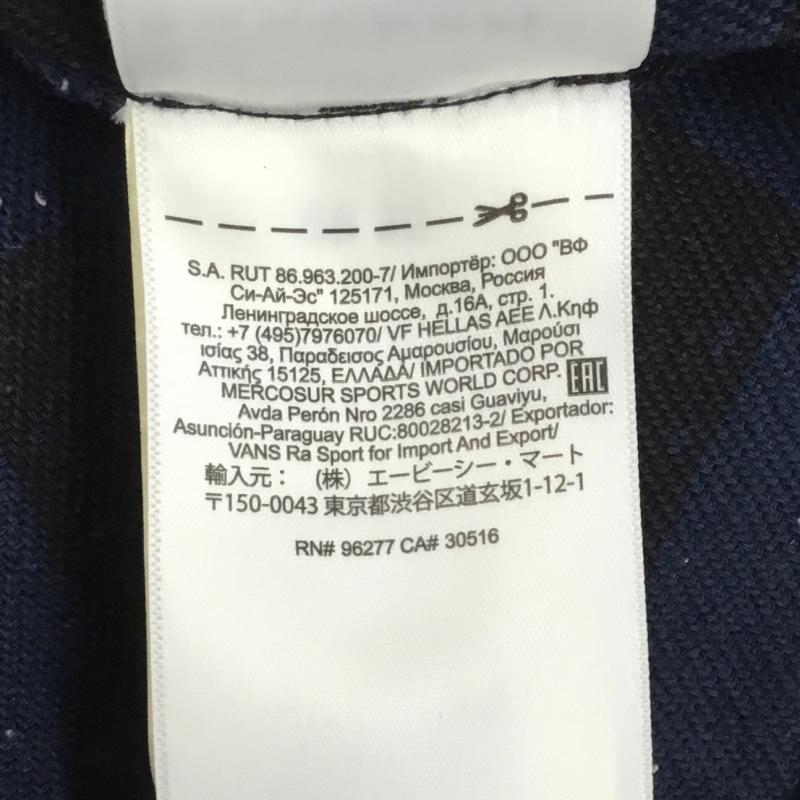 S.A. RUT 86.963.200-7/ Импортёр: ООО "ВФ
Си-Ай-Эс" 125171, Москва, Россия
Ленинградское шоссе, д.16А, стр. 1.
тел.: +7 (495)7976070/ VF HELLAS AEE Λ.Κηφ
ισίας 38, Παραδεισος Αμαρουσίου, Μαρούσι
Αττικής 15125, ΕΛΛΑΔΑ/ IMPORTADO POR
MERCOSUR SPORTS WORLD CORP. EAC
Avda Perón Nro 2286 casi Guaviyu,
Asunción-Paraguay RUC:80028213-2/ Exportador:
VANS Ra Sport for Import And Export/
輸入元： (株) エービーシー・マート
〒150-0043 東京都渋谷区道玄坂1-12-1
RN# 96277 CA# 30516